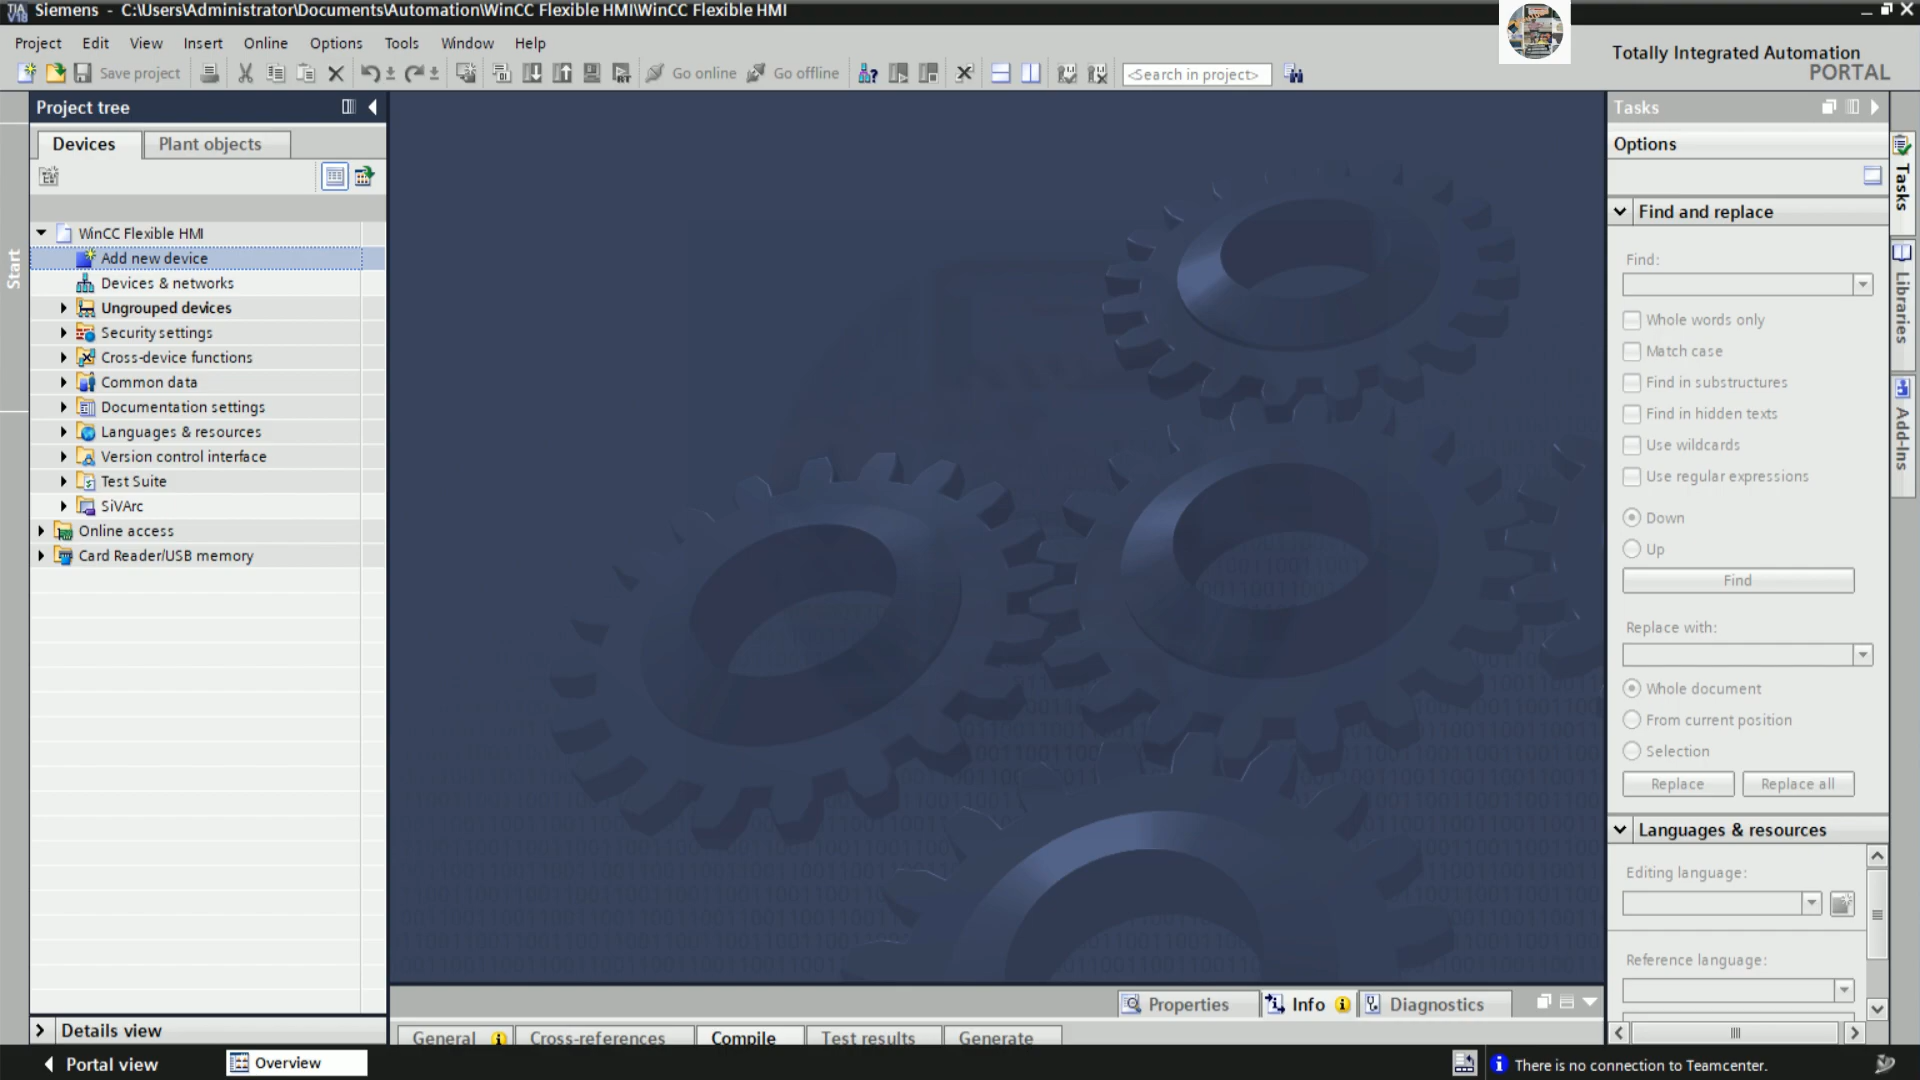 Siemens - C:\Users\Administrator\Documents\Automation\WinCC Flexible HMI\WinCC Flexible HMI
Project Edit View Insert Online Options Tools Window Help
Totally Integrated Automation
PORTAL
Save project
Go online
Go offline
<Search in project>
Project tree
Devices
Plant objects
Start
WinCC Flexible HMI
Add new device
Devices & networks
Ungrouped devices
Security settings
Cross-device functions
Common data
Documentation settings
Languages & resources
Version control interface
Test Suite
SiVArc
Online access
Card Reader/USB memory
Details view
Properties
Info
Diagnostics
General
Cross-references
Compile
Test results
Generate
Tasks
Options
Find and replace
Find:
Whole words only
Match case
Find in substructures
Find in hidden texts
Use wildcards
Use regular expressions
Down
Up
Find
Replace with:
Whole document
From current position
Selection
Replace
Replace all
Languages & resources
Editing language:
Reference language:
Tasks
Libraries
Add-Ins
Portal view
Overview
There is no connection to Teamcenter.